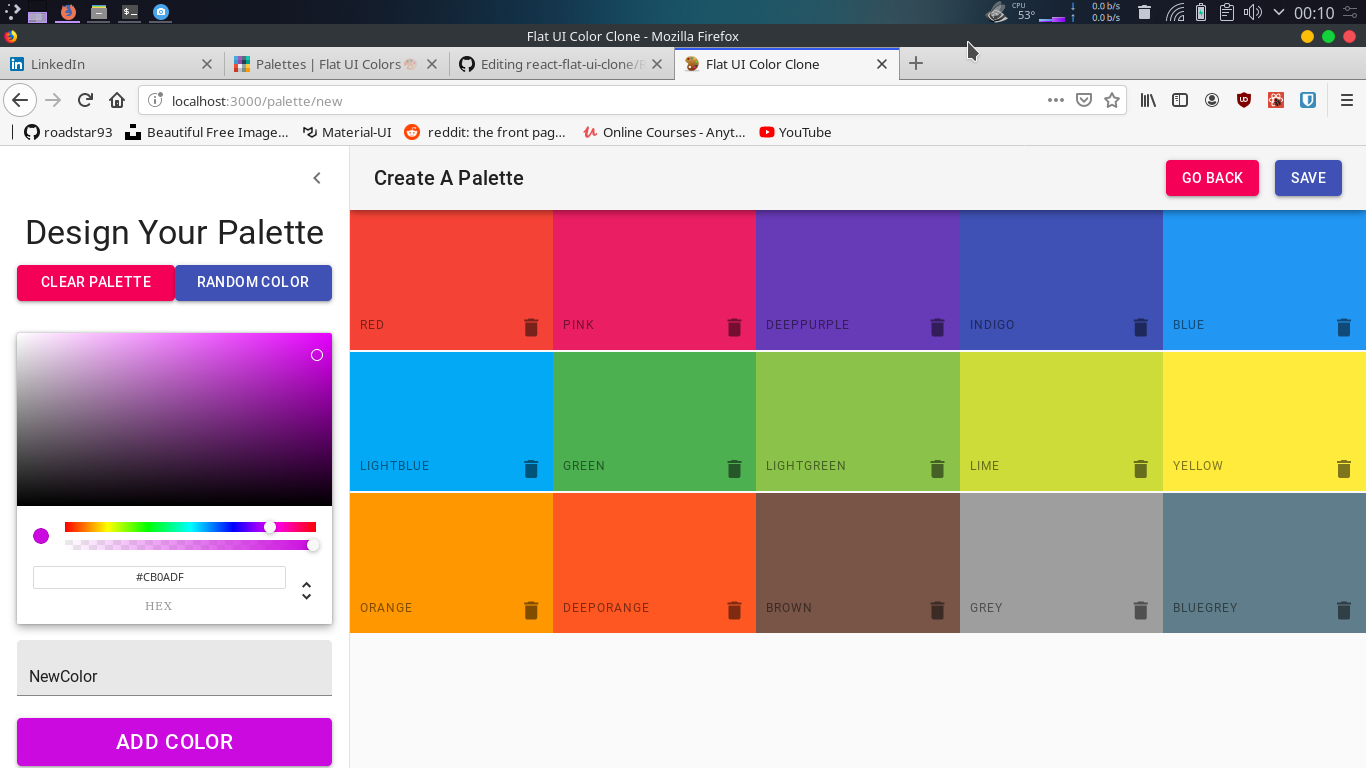 CPU
53°
0.0 b/s
0.0 b/s
00:10
Flat UI Color Clone - Mozilla Firefox
LinkedIn
Palettes | Flat UI Colors
Editing react-flat-ui-clone/R
Flat UI Color Clone
localhost:3000/palette/new
roadstar93
Beautiful Free Image...
Material-UI
reddit: the front pag...
Online Courses - Anyt...
YouTube
Create A Palette
GO BACK
SAVE
Design Your Palette
CLEAR PALETTE
RANDOM COLOR
#CB0ADF
HEX
NewColor
ADD COLOR
RED
PINK
DEEPPURPLE
INDIGO
BLUE
LIGHTBLUE
GREEN
LIGHTGREEN
LIME
YELLOW
ORANGE
DEEPORANGE
BROWN
GREY
BLUEGREY